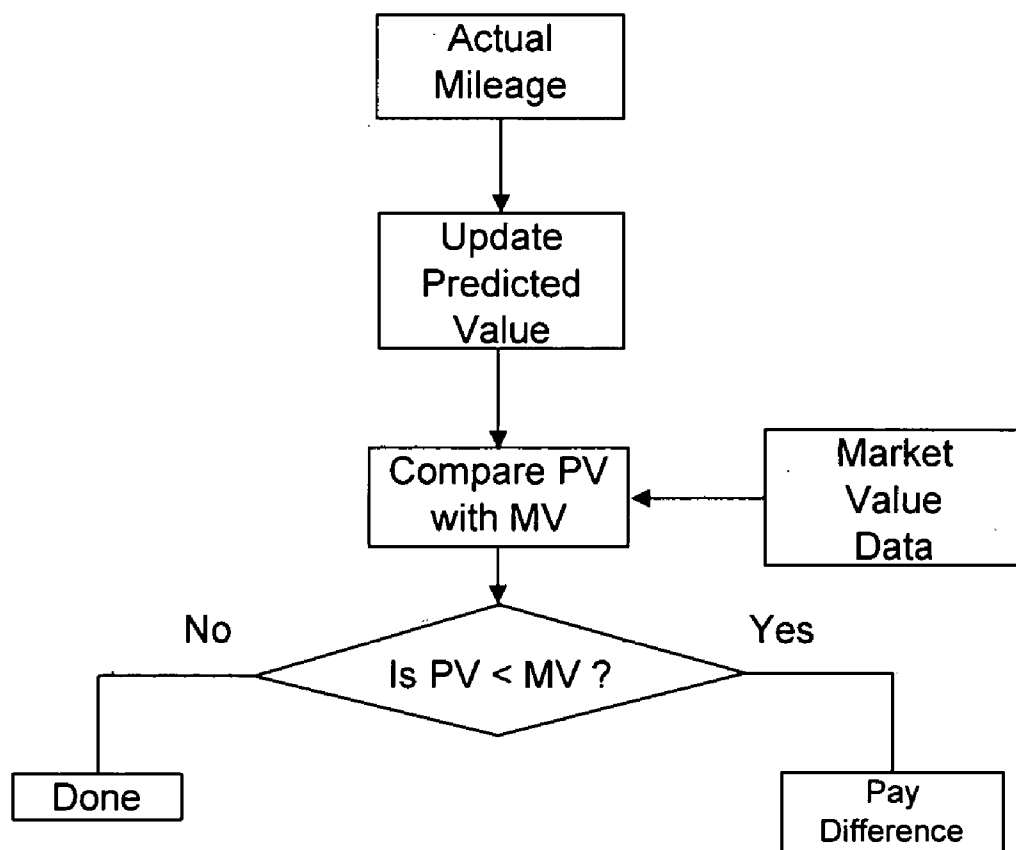 Actual
Mileage
Update
Predicted
Value
Compare PV
with MV
Market
Value
Data
No
Yes
Is PV < MV ?
Done
Pay
Difference